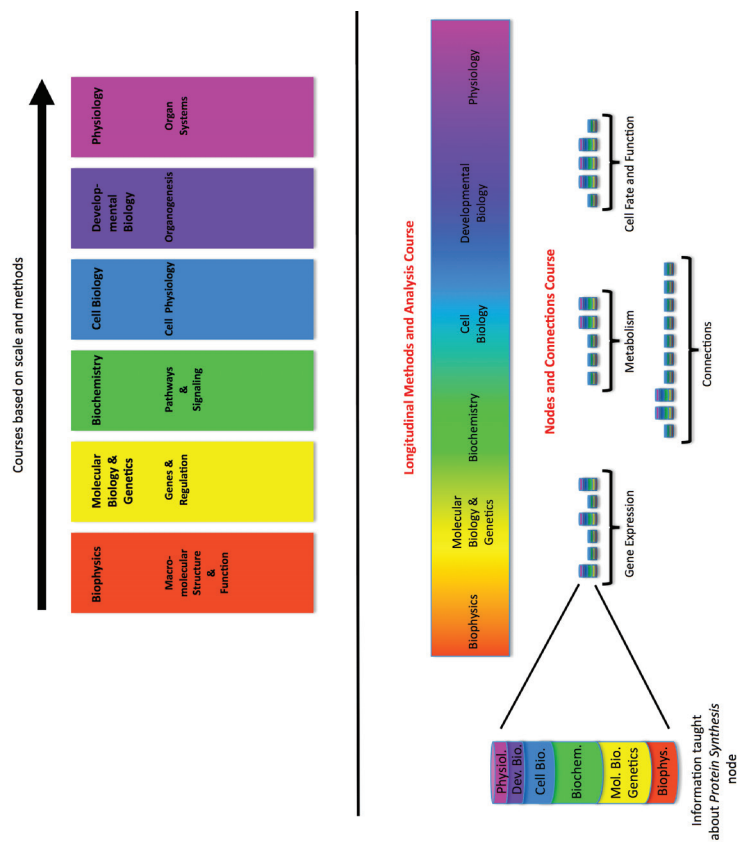 Courses based on scale and methods
Biophysics
Macro-
molecular
Structure
&
Function
Molecular
Biology &
Genetics
Genes &
Regulation
Biochemistry
Pathways
&
Signaling
Cell Biology
Cell Physiology
Develop-
mental
Biology
Organogenesis
Physiology
Organ
Systems
Longitudinal Methods and Analysis Course
Biophysics
Molecular
Biology &
Genetics
Biochemistry
Cell
Biology
Developmental
Biology
Physiology
Nodes and Connections Course
Physiol.
Dev. Bio.
Cell Bio.
Biochem.
Mol. Bio.
Genetics
Biophys.
Information taught
about Protein Synthesis
node
Gene Expression
Metabolism
Cell Fate and Function
Connections